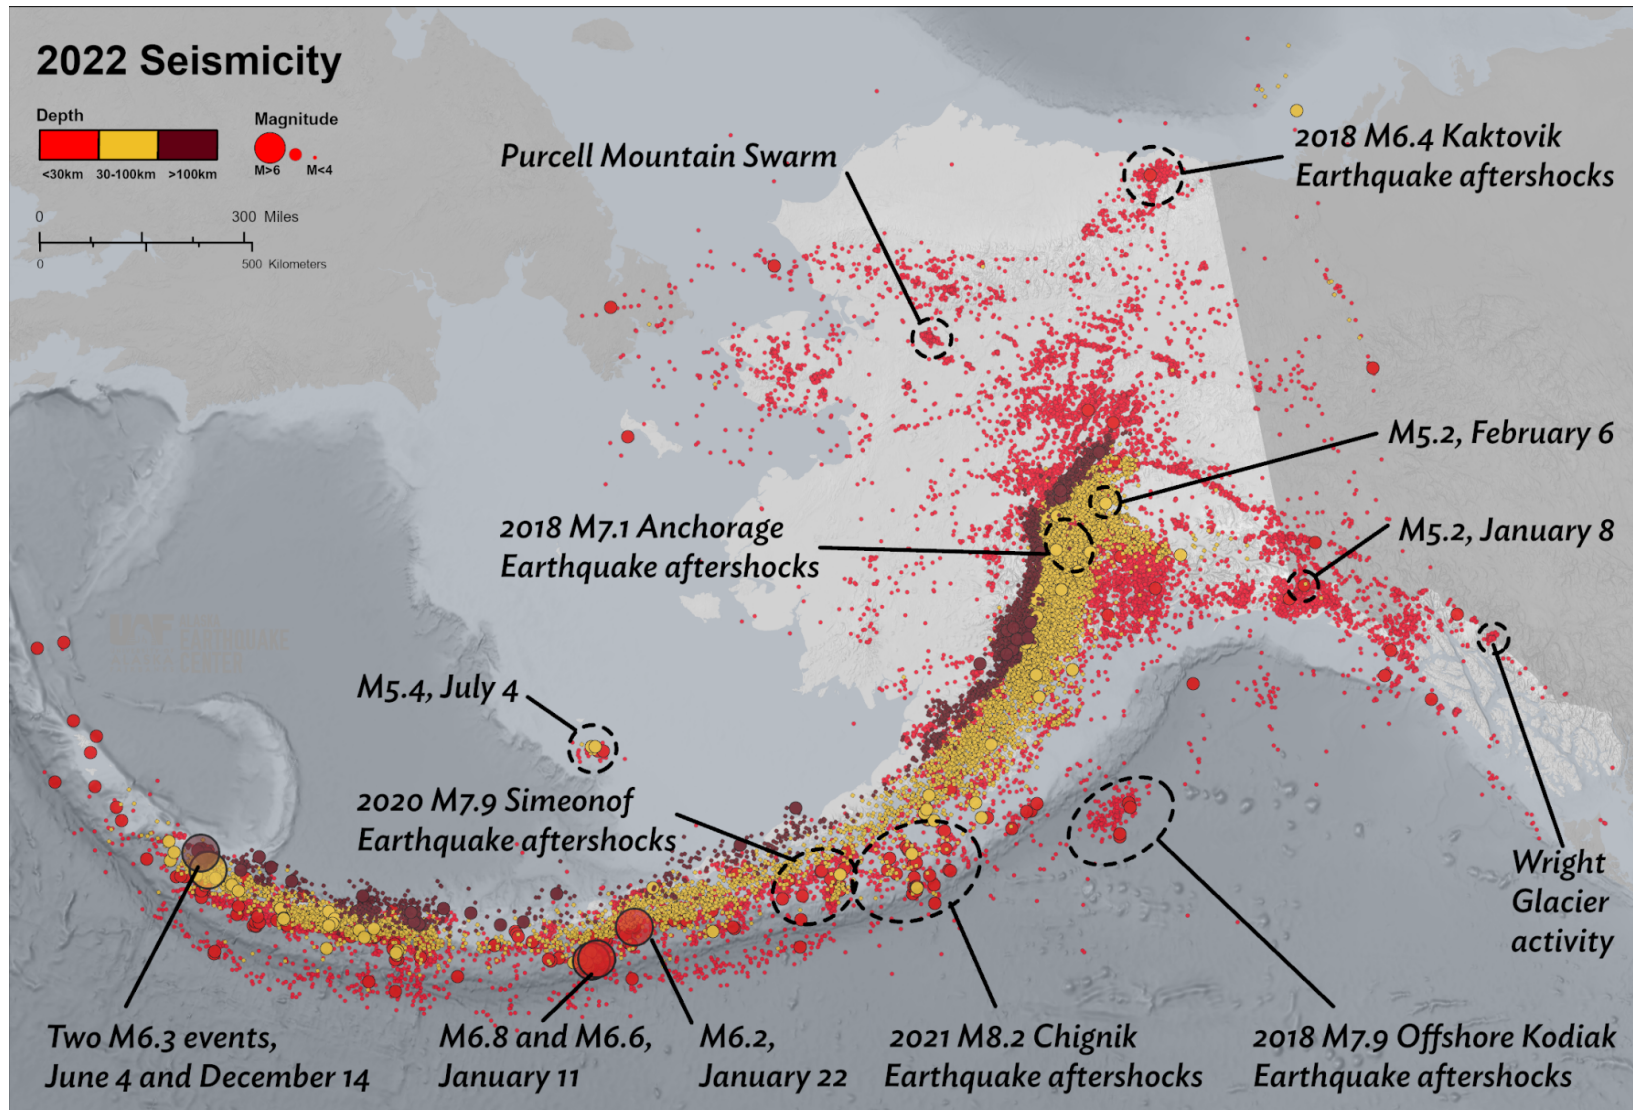 2022 Seismicity
Depth
<30km 30-100km >100km
Magnitude
M>6 M<4
0 300 Miles
0 500 Kilometers
Purcell Mountain Swarm
2018 M6.4 Kaktovik
Earthquake aftershocks
M5.2, February 6
2018 M7.1 Anchorage
Earthquake aftershocks
M5.2, January 8
EARTHQUAKE
CENTER
M5.4, July 4
2020 M7.9 Simeonof
Earthquake aftershocks
Wright
Glacier
activity
Two M6.3 events,
June 4 and December 14
M6.8 and M6.6,
January 11
M6.2,
January 22
2021 M8.2 Chignik
Earthquake aftershocks
2018 M7.9 Offshore Kodiak
Earthquake aftershocks